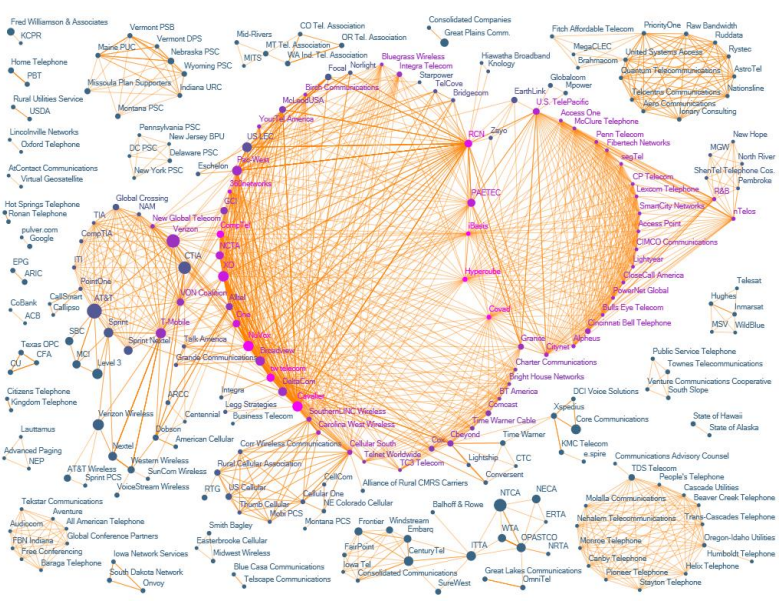 Fred Williamson & Associates
KCPR
Home Telephone
PBT
Rural Utilities Service
USDA
Lincolnville Networks
Oxford Telephone
AtContact Communications
Virtual Geosatellite
Hot Springs Telephone
Ronan Telephone
pulver.com
Google
EPG
ARIC
CoBank
ACB
Texas OPC
CFA
CU
Citizens Telephone
Kingdom Telephone
Lauttamus
Advanced Paging
NEP
Vermont PSB
Vermont DPS
Maine PUC
Nebraska PSC
Wyoming PSC
Missoula Plan Supporters
Indiana URC
Montana PSC
Pennsylvania PSC
New Jersey BPU
DC PSC
Delaware PSC
New York PSC
Mid-Rivers
MITS
CO Tel. Association
OR Tel. Association
MT Tel. Association
WA Ind. Tel. Association
Consolidated Companies
Great Plains Comm.
Bluegrass Wireless
Integra Telecom
Norlight
Focal
Starpower
Birth Communications
TelCove
McLeodUSA
Bridgecom
Hiawatha Broadband
Knology
Fitch Affordable Telecom
MegaCLEC
Brahmacom
Globalcom
Mpower
EarthLink
U.S. TelePacific
Access One
McClure Telephone
Penn Telecom
Fibertech Networks
segTel
CP Telecom
Lexcom Telephone
SmartCity Networks
Access Point
CIMCO Communications
Lightyear
CloseCall America
PowerNet Global
Bulls Eye Telecom
Cincinnati Bell Telephone
Alpheus
Citynet
Grande
Charter Communications
Bright House Networks
BT America
Comcast
Time Warner Cable
Cbeyond
Cox
TC3 Telecom
Telnet Worldwide
Cellular South
Carolina West Wireless
SouthernLINC Wireless
Cavalier
DeltaCom
tw telecom
Broadview
NuVox
One
Alltel
XO
NCTA
CompTel
GCI
360networks
Pac-West
Eschelon
US LEC
YourTel America
RCN
Zayo
PAETEC
iBasis
Hypercube
Covad
PriorityOne
Raw Bandwidth
Ruddata
United Systems Access
Rystec
Quantum Telecommunications
AstroTel
Telcentrex Communications
Nationsline
Aero Communications
Ionary Consulting
New Hope
MGW
North River
ShenTel Telephone Cos.
Pembroke
R&B
nTelos
Global Crossing
NAM
TIA
New Global Telecom
CompTIA
Verizon
ITI
CTIA
PointOne
CallSmart
Callipso
AT&T
VON Coalition
Sprint
T-Mobile
SBC
Sprint Nextel
Talk America
MCI
Level 3
Grande Communications
ARCC
Integra
Legg Strategies
Centennial
Business Telecom
Verizon Wireless
Dobson
American Cellular
Nextel
Western Wireless
AT&T Wireless
SunCom Wireless
Sprint PCS
VoiceStream Wireless
Corr Wireless Communications
Rural Cellular Association
CellCom
RTG
US Cellular
Cellular One
Thumb Cellular
NE Colorado Cellular
Mobi PCS
Montana PCS
Alliance of Rural CMRS Carriers
Smith Bagley
Easterbrooke Cellular
Midwest Wireless
Blue Casa Communications
Telscape Communications
Tekstar Communications
Aventure
Audiocom
All American Telephone
Global Conference Partners
FBN Indiana
Free Conferencing
Baraga Telephone
Iowa Network Services
South Dakota Network
Onvoy
Time Warner
Lightship
CTC
Conversent
DCI Voice Solutions
Xspedius
Core Communications
KMC Telecom
e.spire
Balhoff & Rowe
Frontier
Windstream
Embarq
FairPoint
CenturyTel
Iowa Tel
Consolidated Communications
ITTA
SureWest
NTCA
NECA
ERTA
WTA
OPASTCO
NRTA
Great Lakes Communications
OmniTel
Telesat
Hughes
Inmarsat
MSV
WildBlue
Public Service Telephone
Townes Telecommunications
Venture Communications Cooperative
South Slope
State of Hawaii
State of Alaska
Communications Advisory Counsel
TDS Telecom
People's Telephone
Cascade Utilities
Molalla Communications
Beaver Creek Telephone
Nehalem Telecommunications
Trans-Cascades Telephone
Monroe Telephone
Oregon-Idaho Utilities
Canby Telephone
Humboldt Telephone
Pioneer Telephone
Helix Telephone
Stayton Telephone